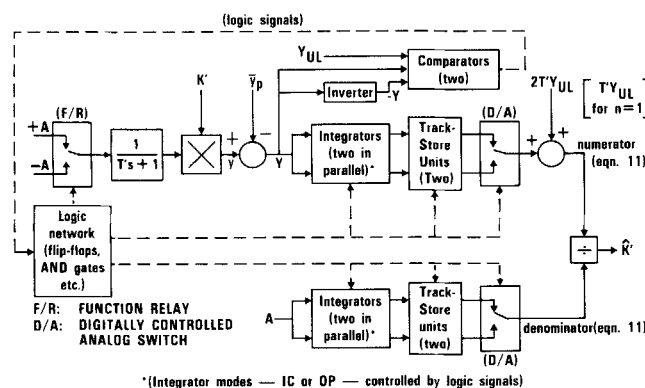 (logic signals)
Y_UL
Comparators
(two)
Inverter
-Y
K'
ȳ_p
2T'Y_UL [ T'Y_UL
for n=1 ]
(F/R)
+A
−A
1
T's + 1
+
y
−
Y
Integrators
(two in
parallel)*
Track-
Store
Units
(Two)
(D/A)
+
+
numerator
(eqn. 11)
Logic
network
(flip-flops,
AND gates
etc.)
÷
K̂'
F/R: FUNCTION RELAY
D/A: DIGITALLY CONTROLLED
ANALOG SWITCH
A
Integrators
(two in
parallel)*
Track-
Store
units
(two)
denominator(eqn. 11)
(D/A)
*(Integrator modes — IC or OP — controlled by logic signals)